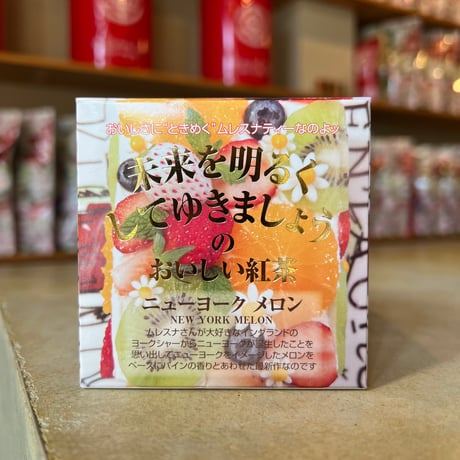 おいしさに"ときめく"ムレスナティーなのよッ
未来を明るく
してゆきましょう
の
おいしい紅茶
ニューヨーク メロン
NEW YORK MELON
ムレスナさんが大好きなイングランドの
ヨークシャーからニューヨークが誕生したことを
思い出してニューヨークをイメージしたメロンを
ベースにパインの香りとあわせた最新作なのです